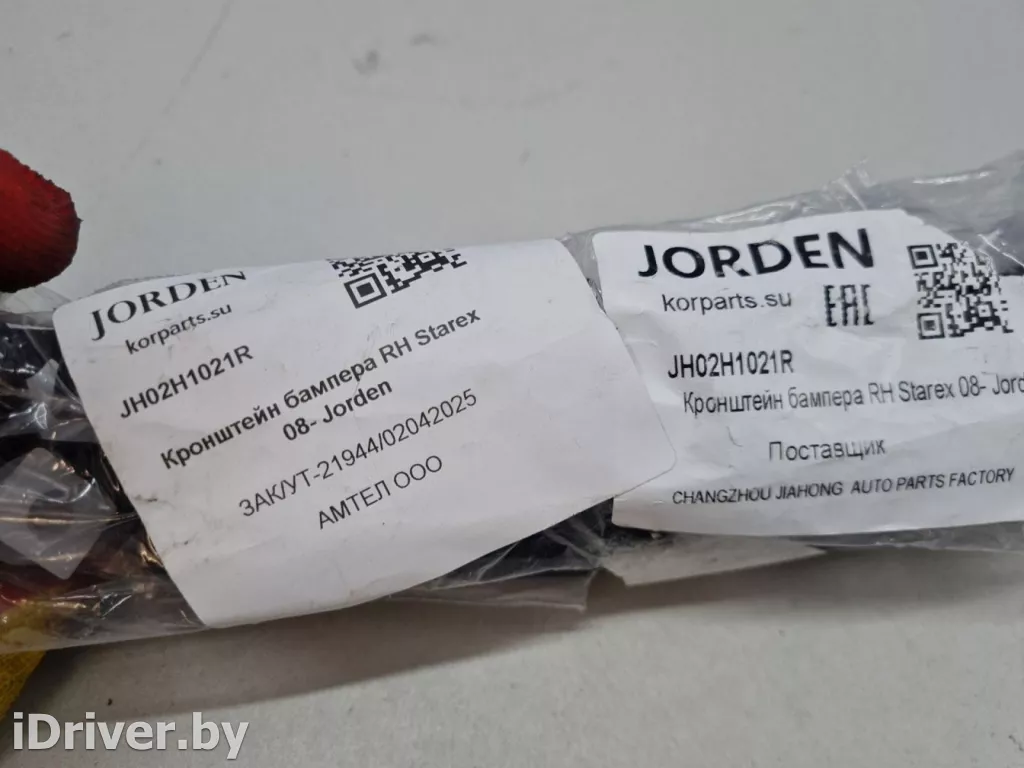 JORDEN
korparts.su
JH02H1021R
Кронштейн бампера RH Starex
08- Jorden
ЗАК/УТ-21944/02042025
АМТЕЛ ООО
JORDEN
korparts.su
EAC
JH02H1021R
Кронштейн бампера RH Starex 08- Jord
Поставщик
CHANGZHOU JIAHONG AUTO PARTS FACTORY
iDriver.by